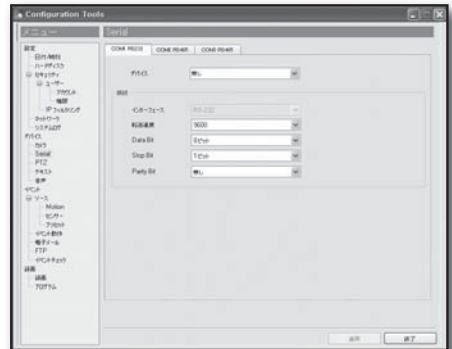 Configuration Tools
メニュー
設定
日付/時刻
ハードディスク
セキュリティ
ユーザー
アカウント
権限
IP フィルタリング
ネットワーク
システムログ
デバイス
カメラ
Serial
PTZ
テキスト
音声
イベント
ソース
Motion
センサー
プリセット
イベント動作
電子メール
FTP
イベントチェック
録画
録画
プログラム
Serial
COM1 RS232
COM2 RS485
COM3 RS485
デバイス
無し
接続
インターフェース
RS-232
転送速度
9600
Data Bit
8ビット
Stop Bit
1ビット
Parity Bit
無し
適用
終了